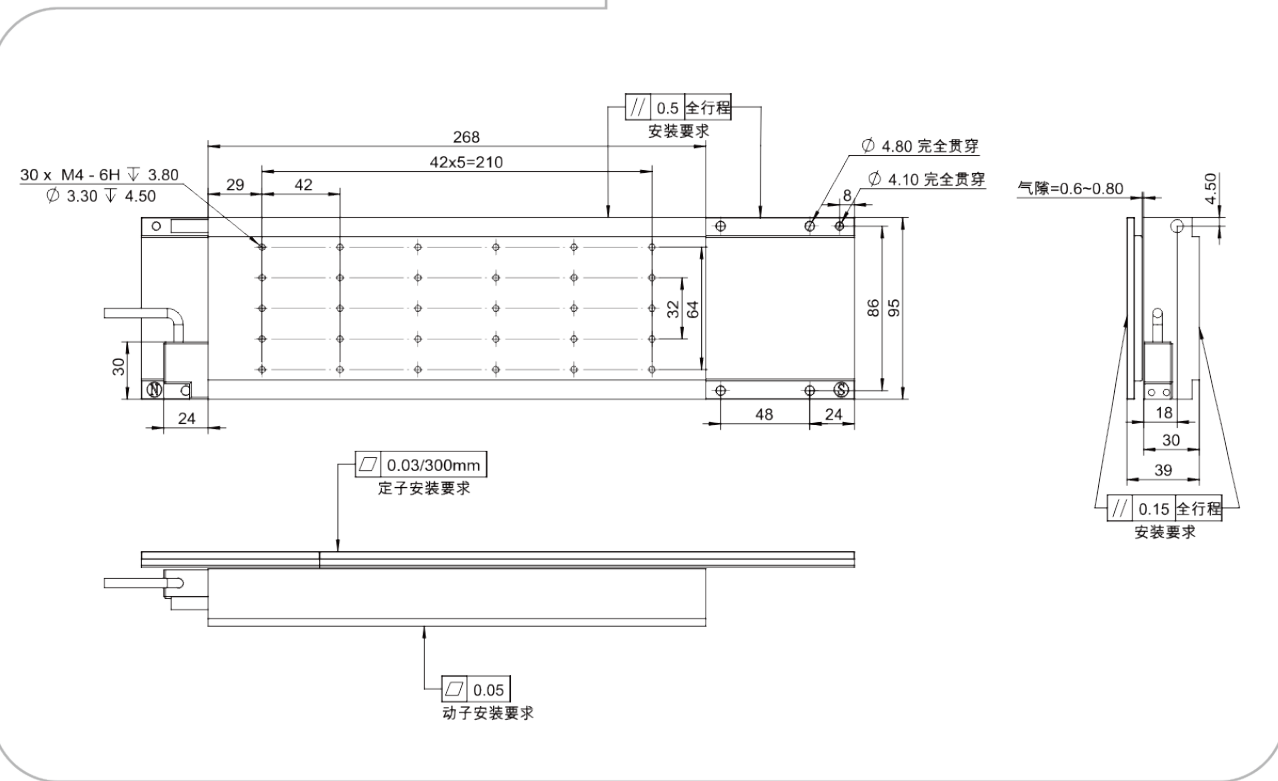 // 0.5 全行程
安装要求
268
42x5=210
30 x M4 - 6H ↧ 3.80
∅ 3.30 ↧ 4.50
29
42
∅ 4.80 完全贯穿
∅ 4.10 完全贯穿
8
气隙=0.6~0.80
4.50
32
64
86
95
30
N
S
24
48
24
18
30
39
⏥ 0.03/300mm
定子安装要求
// 0.15 全行程
安装要求
⏥ 0.05
动子安装要求